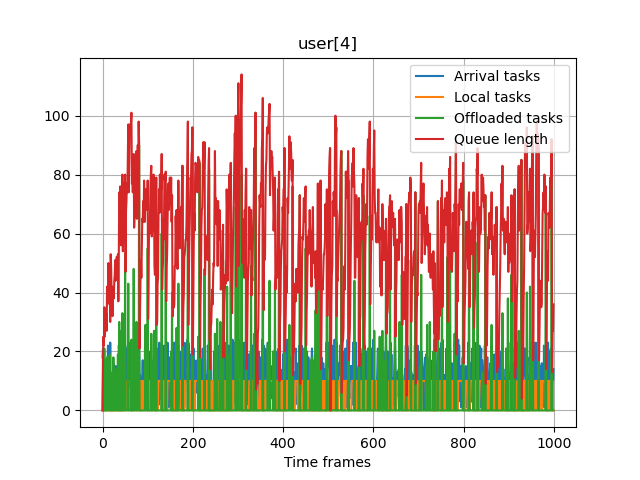 user[4]
Arrival tasks
Local tasks
Offloaded tasks
Queue length
100
80
60
40
20
0
0 200 400 600 800 1000
Time frames